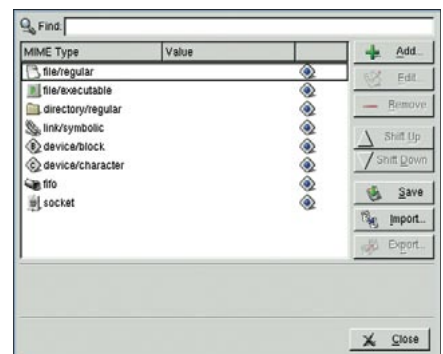 Find:
MIME Type Value
file/regular
file/executable
directory/regular
link/symbolic
device/block
device/character
fifo
socket
Add...
Edit...
Remove
Shift Up
Shift Down
Save
Import...
Export...
Close